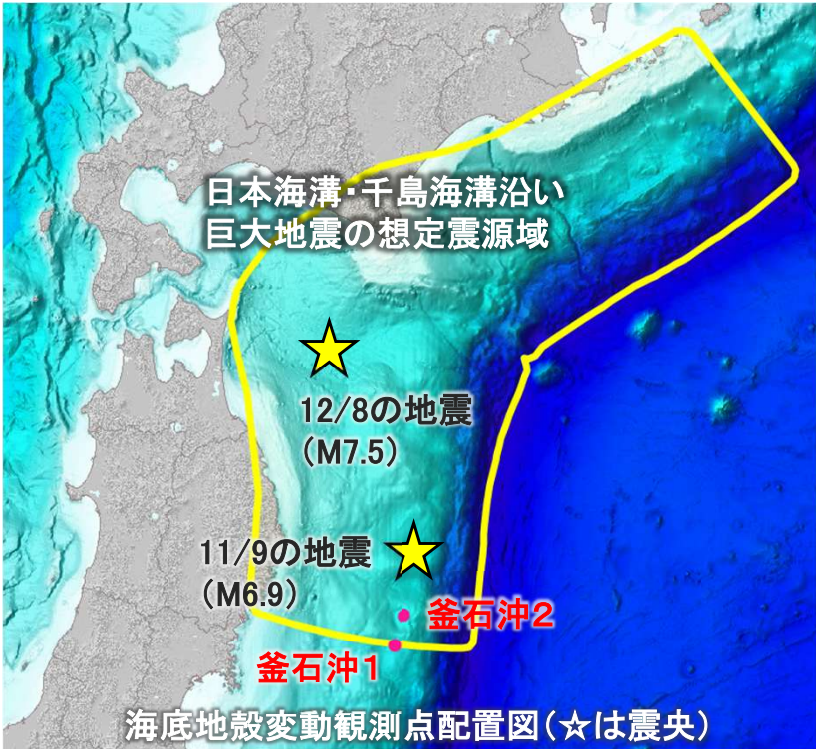 日本海溝・千島海溝沿い
巨大地震の想定震源域
12/8の地震
（M7.5）
11/9の地震
（M6.9）
釜石沖2
釜石沖1
海底地殻変動観測点配置図（☆は震央）